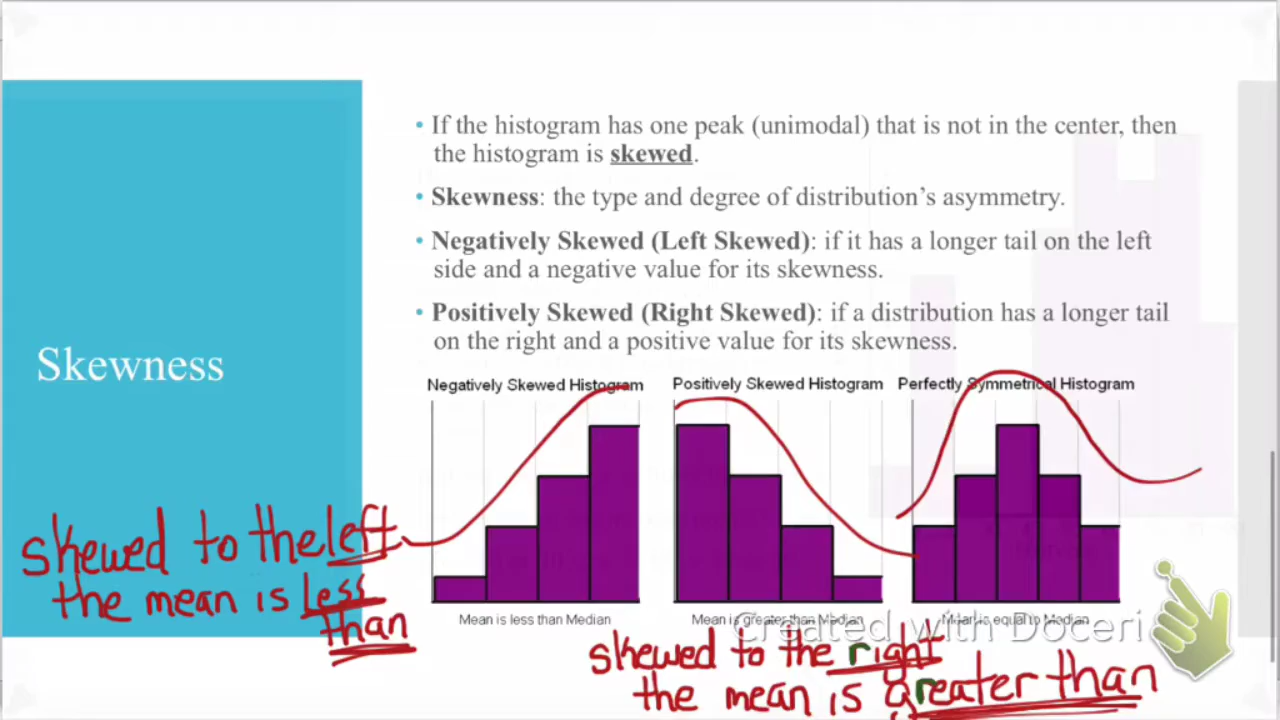 • If the histogram has one peak (unimodal) that is not in the center, then
the histogram is skewed.
• Skewness: the type and degree of distribution's asymmetry.
• Negatively Skewed (Left Skewed): if it has a longer tail on the left
side and a negative value for its skewness.
• Positively Skewed (Right Skewed): if a distribution has a longer tail
on the right and a positive value for its skewness.
Skewness
Negatively Skewed Histogram
Positively Skewed Histogram
Perfectly Symmetrical Histogram
skewed to the left
the mean is less
than
Mean is less than Median
Mean is greater than Median
Mean is equal to Median
Created with Doceri
skewed to the right
the mean is greater than